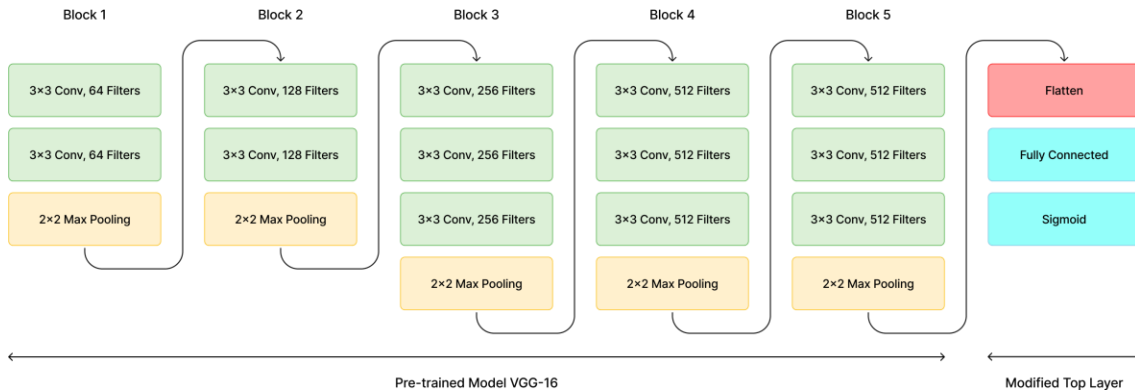 Block 1
3×3 Conv, 64 Filters
3×3 Conv, 64 Filters
2×2 Max Pooling
Block 2
3×3 Conv, 128 Filters
3×3 Conv, 128 Filters
2×2 Max Pooling
Block 3
3×3 Conv, 256 Filters
3×3 Conv, 256 Filters
3×3 Conv, 256 Filters
2×2 Max Pooling
Block 4
3×3 Conv, 512 Filters
3×3 Conv, 512 Filters
3×3 Conv, 512 Filters
2×2 Max Pooling
Block 5
3×3 Conv, 512 Filters
3×3 Conv, 512 Filters
3×3 Conv, 512 Filters
2×2 Max Pooling
Flatten
Fully Connected
Sigmoid
Pre-trained Model VGG-16
Modified Top Layer